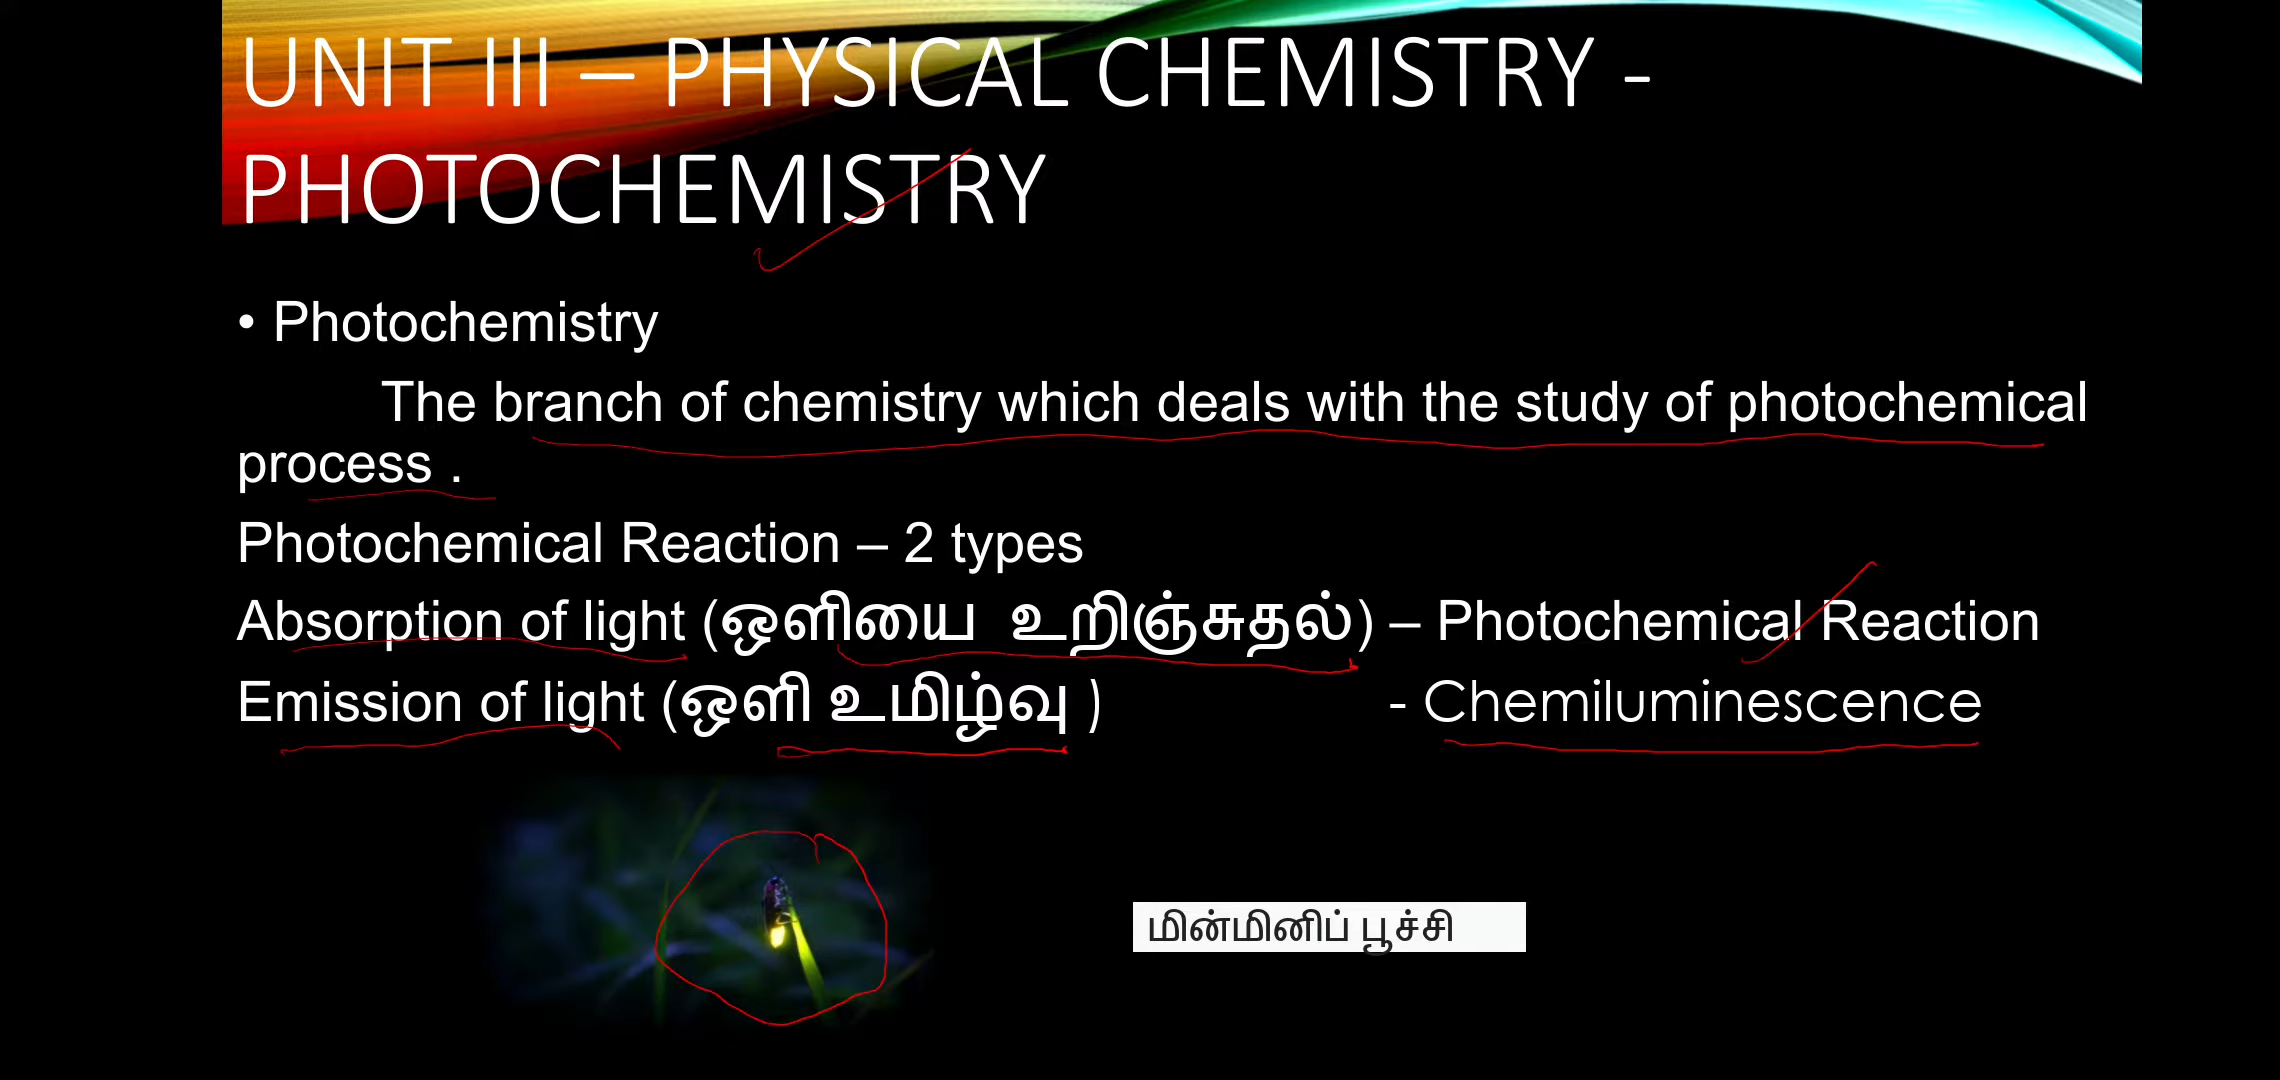 UNIT III – PHYSICAL CHEMISTRY -
PHOTOCHEMISTRY
• Photochemistry
The branch of chemistry which deals with the study of photochemical
process .
Photochemical Reaction – 2 types
Absorption of light (ஒளியை உறிஞ்சுதல்) – Photochemical Reaction
Emission of light (ஒளி உமிழ்வு ) - Chemiluminescence
மின்மினிப் பூச்சி